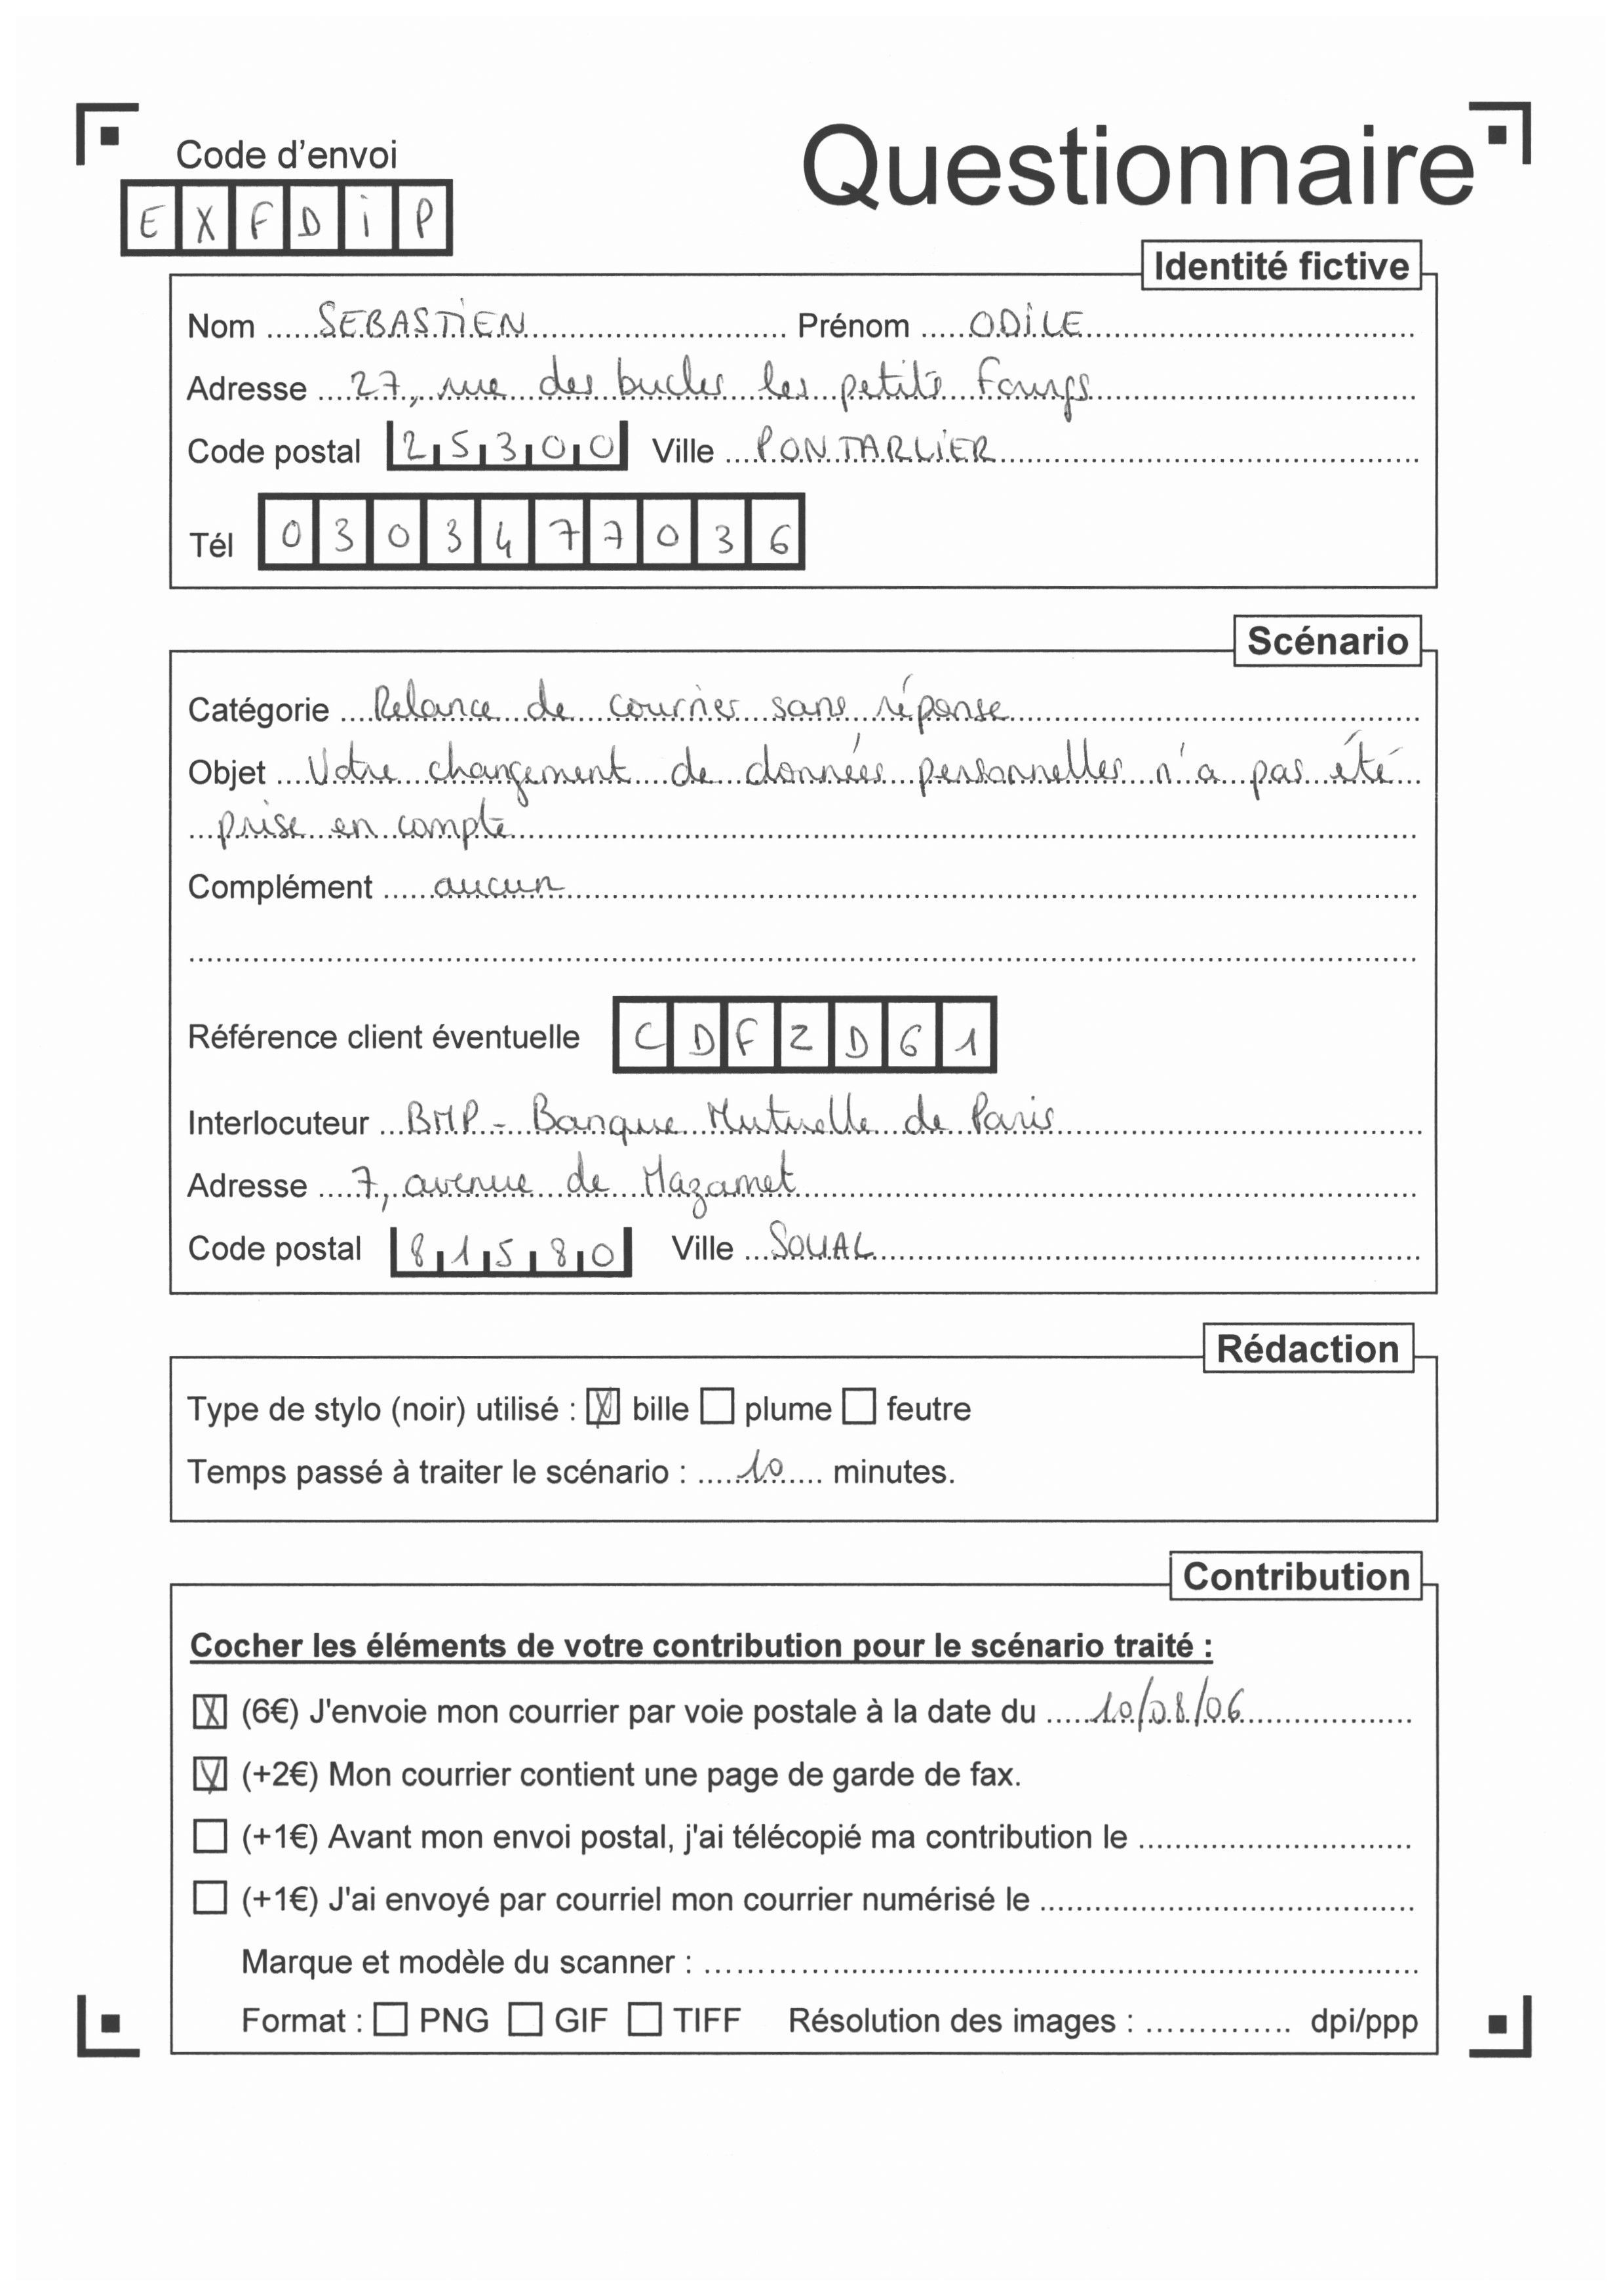 Code d'envoi
Questionnaire
EXFDiP
Identité fictive
Nom SEBASTIEN Prénom ODILE
Adresse 27, rue des bucles les petits Fourgs
Code postal 25300 Ville PONTARLIER
Tél 0303477036
Scénario
Catégorie Relance de courrier sans réponse
Objet Votre changement de données personnelles n'a pas été
prise en compte
Complément aucun
Référence client éventuelle CDFZD61
Interlocuteur BMP - Banque Mutuelle de Paris
Adresse 7, avenue de Mazamet
Code postal 81580 Ville SOUAL
Rédaction
Type de stylo (noir) utilisé : bille plume feutre
Temps passé à traiter le scénario : 10 minutes.
Contribution
Cocher les éléments de votre contribution pour le scénario traité :
(6€) J'envoie mon courrier par voie postale à la date du 10/08/06
(+2€) Mon courrier contient une page de garde de fax.
(+1€) Avant mon envoi postal, j'ai télécopié ma contribution le
(+1€) J'ai envoyé par courriel mon courrier numérisé le
Marque et modèle du scanner :
Format : PNG GIF TIFF Résolution des images : dpi/ppp